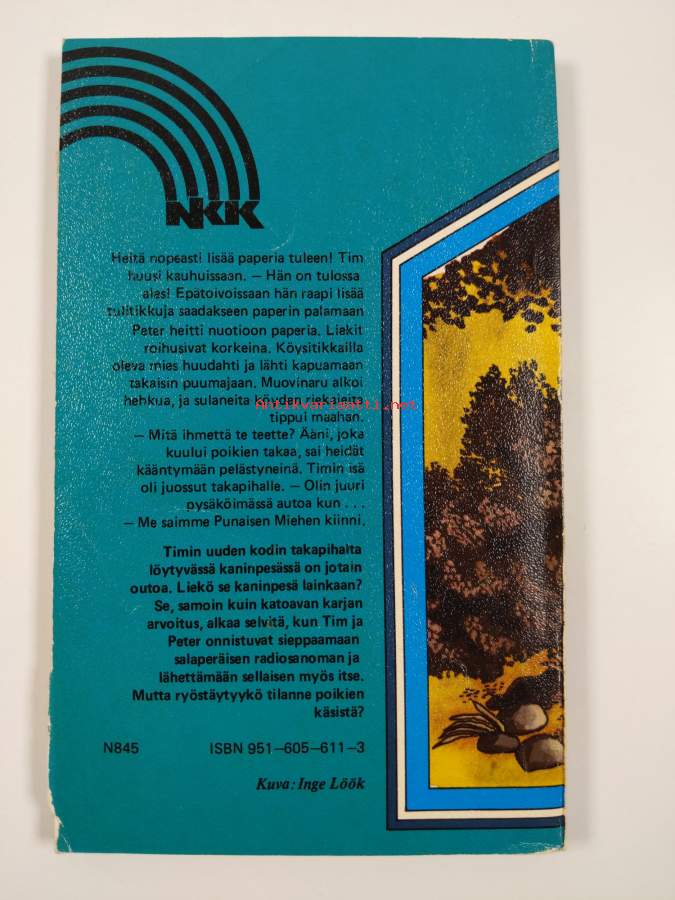 NKK
Heitä nopeasti lisää paperia tuleen! Tim
huusi kauhuissaan. — Hän on tulossa
alas! Epätoivoissaan hän raapi lisää
tulitikkuja saadakseen paperin palamaan
Peter heitti nuotioon paperia. Liekit
roihusivat korkeina. Köysitikkailla
oleva mies huudahti ja lähti kapuamaan
takaisin puumajaan. Muovinaru alkoi
hehkua, ja sulaneita köyden riekaleita
Antikvariaatti.net
tippui maahan.
— Mitä ihmettä te teette? Ääni, joka
kuului poikien takaa, sai heidät
kääntymään pelästyneinä. Timin isä
oli juossut takapihalle. — Olin juuri
pysäköimässä autoa kun . . .
— Me saimme Punaisen Miehen kiinni.
Timin uuden kodin takapihalta
löytyvässä kaninpesässä on jotain
outoa. Liekö se kaninpesä lainkaan?
Se, samoin kuin katoavan karjan
arvoitus, alkaa selvitä, kun Tim ja
Peter onnistuvat sieppaamaan
salaperäisen radiosanoman ja
lähettämään sellaisen myös itse.
Mutta ryöstäytyykö tilanne poikien
käsistä?
N845 ISBN 951—605—611—3
Kuva: Inge Löök